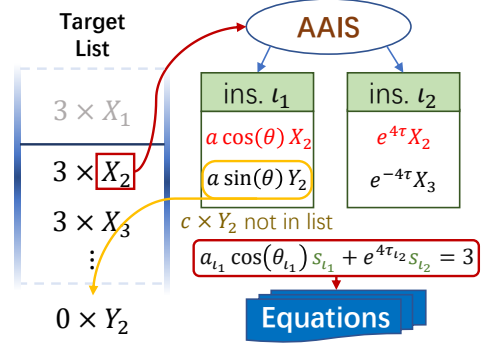 Target
List
3 × X₁
3 × X₂
3 × X₃
⋮
0 × Y₂
AAIS
ins. ι₁
a cos(θ) X₂
a sin(θ) Y₂
ins. ι₂
e^{4τ} X₂
e^{-4τ} X₃
c × Y₂ not in list
a_{ι₁} cos(θ_{ι₁}) s_{ι₁} + e^{4τ_{ι₂}} s_{ι₂} = 3
Equations